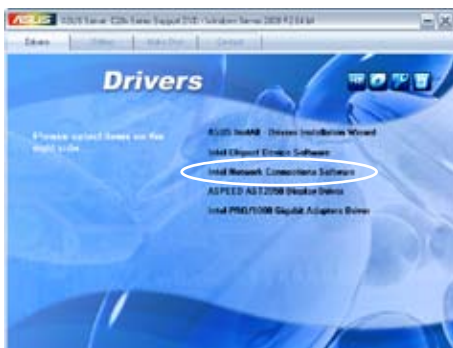 ASUS
Drivers
Drivers
Utilities
Make Disk
Contact
Drivers
Please select items on the
right side.
ASUS InstAll - Drivers Installation Wizard
Intel Chipset Device Software
Intel Network Connections Software
ASPEED AST2050 Display Driver
Intel PRO/1000 Gigabit Adapters Driver